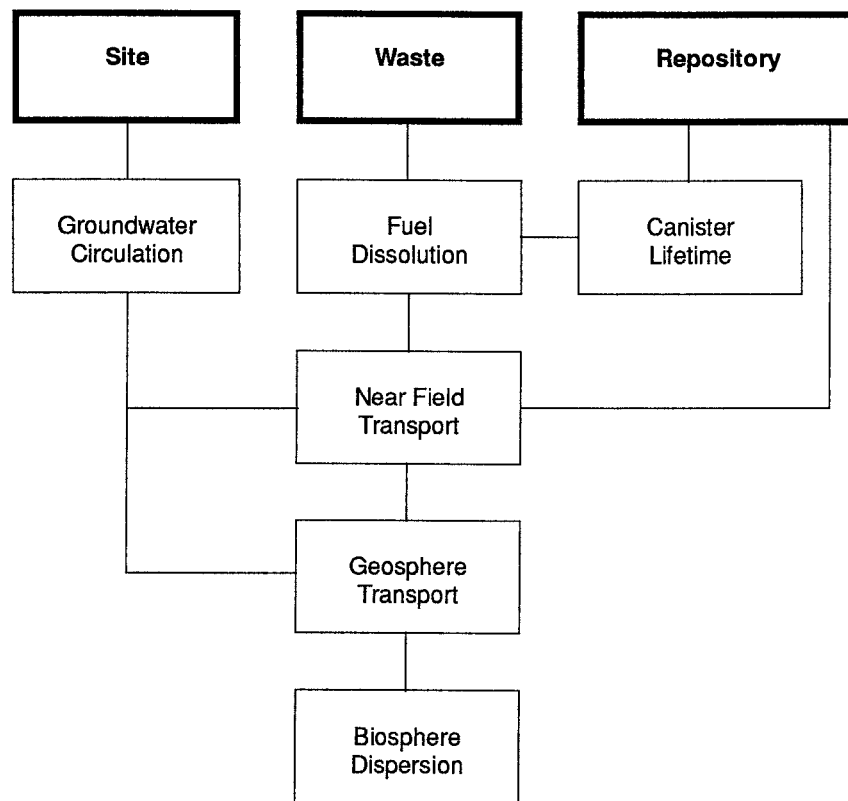 Site
Waste
Repository
Groundwater
Circulation
Fuel
Dissolution
Canister
Lifetime
Near Field
Transport
Geosphere
Transport
Biosphere
Dispersion